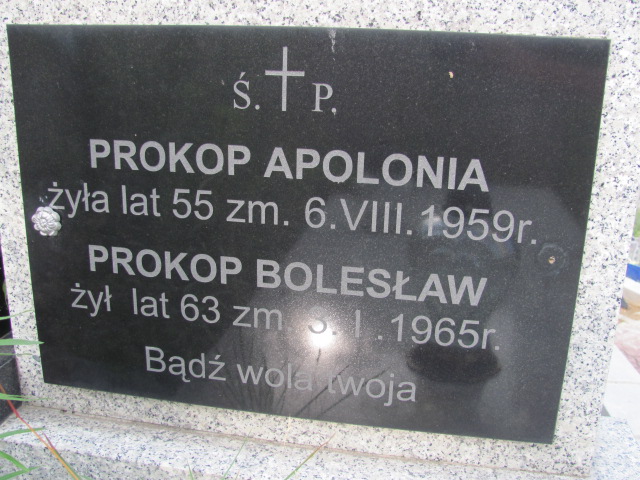 Ś. P.
PROKOP APOLONIA
żyła lat 55 zm. 6.VIII.1959r.
PROKOP BOLESŁAW
żył lat 63 zm I.1965r.
Bądź wola twoja